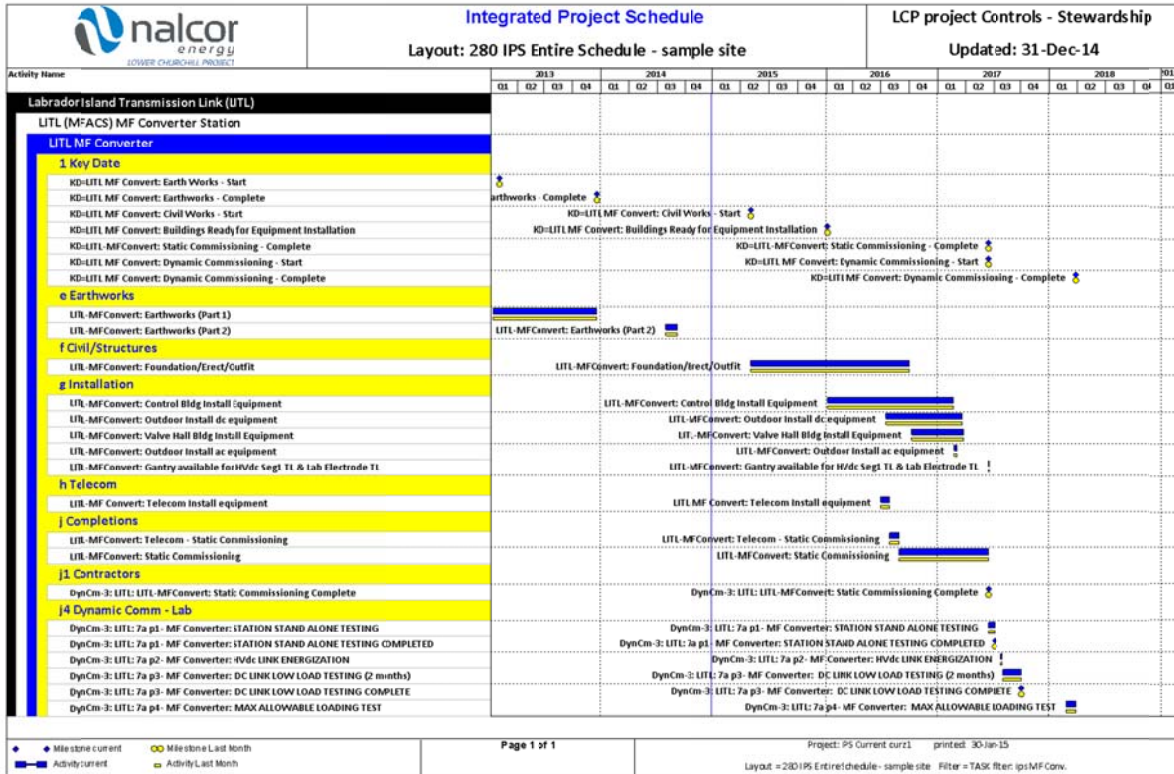 nalcor
energy
LOWER CHURCHILL PROJECT
Integrated Project Schedule
Layout: 280 IPS Entire Schedule - sample site
LCP project Controls - Stewardship
Updated: 31-Dec-14
Activity Name
2013 2014 2015 2016 2017 2018
Q1 Q2 Q3 Q4 Q1 Q2 Q3 Q4 Q1 Q2 Q3 Q4 Q1 Q2 Q3 Q4 Q1 Q2 Q3 Q4 Q1 Q2 Q3 Q1
Labrador Island Transmission Link (LITL)
LITL (MFACS) MF Converter Station
LITL MF Converter
1 Key Date
KD=LITL MF Convert: Earth Works - Start
KD=LITL MF Convert: Earthworks - Complete arthworks - Complete
KD=LITL MF Convert: Civil Works - Start KD=LITL MF Convert: Civil Works - Start
KD=LITL MF Convert: Buildings Ready for Equipment Installation KD=LITL MF Convert: Buildings Ready for Equipment Installation
KD=LITL-MFConvert: Static Commissioning - Complete KD=LITL-MFConvert: Static Commissioning - Complete
KD=LITL MF Convert: Dynamic Commissioning - Start KD=LITL MF Convert: Dynamic Commissioning - Start
KD=LITL MF Convert: Dynamic Commissioning - Complete KD=LITL MF Convert: Dynamic Commissioning - Complete
e Earthworks
LITL-MFConvert: Earthworks (Part 1)
LITL-MFConvert: Earthworks (Part 2) LITL-MFConvert: Earthworks (Part 2)
f Civil/Structures
LITL-MFConvert: Foundation/Erect/Outfit LITL-MFConvert: Foundation/Erect/Outfit
g Installation
LITL-MFConvert: Control Bldg Install Equipment LITL-MFConvert: Control Bldg Install Equipment
LITL-MFConvert: Outdoor Install dc equipment LITL-MFConvert: Outdoor Install dc equipment
LITL-MFConvert: Valve Hall Bldg Install Equipment LITL-MFConvert: Valve Hall Bldg Install Equipment
LITL-MFConvert: Outdoor Install ac equipment LITL-MFConvert: Outdoor Install ac equipment
LITL-MFConvert: Gantry available for HVdc Seg1 TL & Lab Electrode TL LITL-MFConvert: Gantry available for HVdc Seg1 TL & Lab Electrode TL
h Telecom
LITL-MF Convert: Telecom Install equipment LITL MF Convert: Telecom Install equipment
j Completions
LITL-MFConvert: Telecom - Static Commissioning LITL-MFConvert: Telecom - Static Commissioning
LITL-MFConvert: Static Commissioning LITL-MFConvert: Static Commissioning
j1 Contractors
DynCm-3: LITL: LITL-MFConvert: Static Commissioning Complete DynCm-3: LITL: LITL-MFConvert: Static Commissioning Complete
j4 Dynamic Comm - Lab
DynCm-3: LITL: 7a p1- MF Converter: STATION STAND ALONE TESTING DynCm-3: LITL: 7a p1- MF Converter: STATION STAND ALONE TESTING
DynCm-3: LITL: 7a p1- MF Converter: STATION STAND ALONE TESTING COMPLETED DynCm-3: LITL: 7a p1- MF Converter: STATION STAND ALONE TESTING COMPLETED
DynCm-3: LITL: 7a p2- MF Converter: HVdc LINK ENERGIZATION DynCm-3: LITL: 7a p2- MF Converter: HVdc LINK ENERGIZATION
DynCm-3: LITL: 7a p3- MF Converter: DC LINK LOW LOAD TESTING (2 months) DynCm-3: LITL: 7a p3- MF Converter: DC LINK LOW LOAD TESTING (2 months)
DynCm-3: LITL: 7a p3- MF Converter: DC LINK LOW LOAD TESTING COMPLETE DynCm-3: LITL: 7a p3- MF Converter: DC LINK LOW LOAD TESTING COMPLETE
DynCm-3: LITL: 7a p4- MF Converter: MAX ALLOWABLE LOADING TEST DynCm-3: LITL: 7a p4- MF Converter: MAX ALLOWABLE LOADING TEST
Milestone current Milestone Last Month
Activity current Activity Last Month
Page 1 of 1
Project: PS Current curz1 printed: 30-Jan-15
Layout = 280 IPS Entire Schedule - sample site Filter = TASK filter: ips MF Conv.